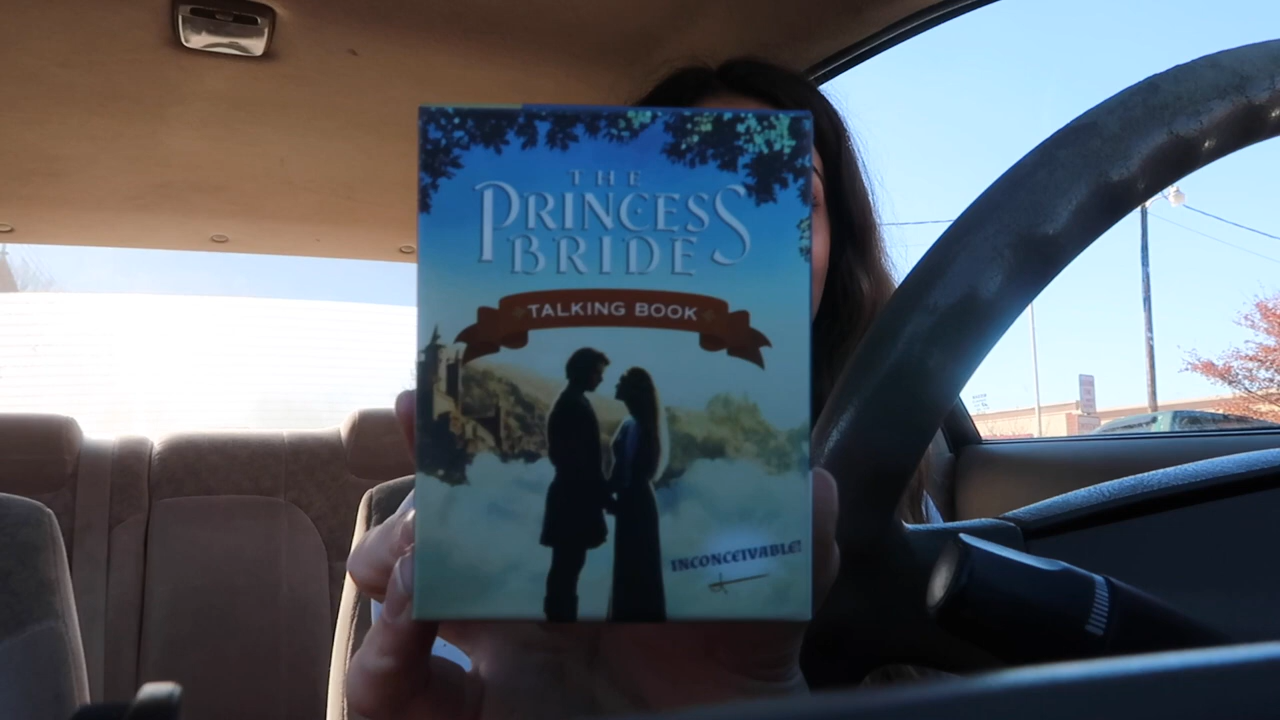 THE
PRINCESS
BRIDE
TALKING BOOK
INCONCEIVABLE!